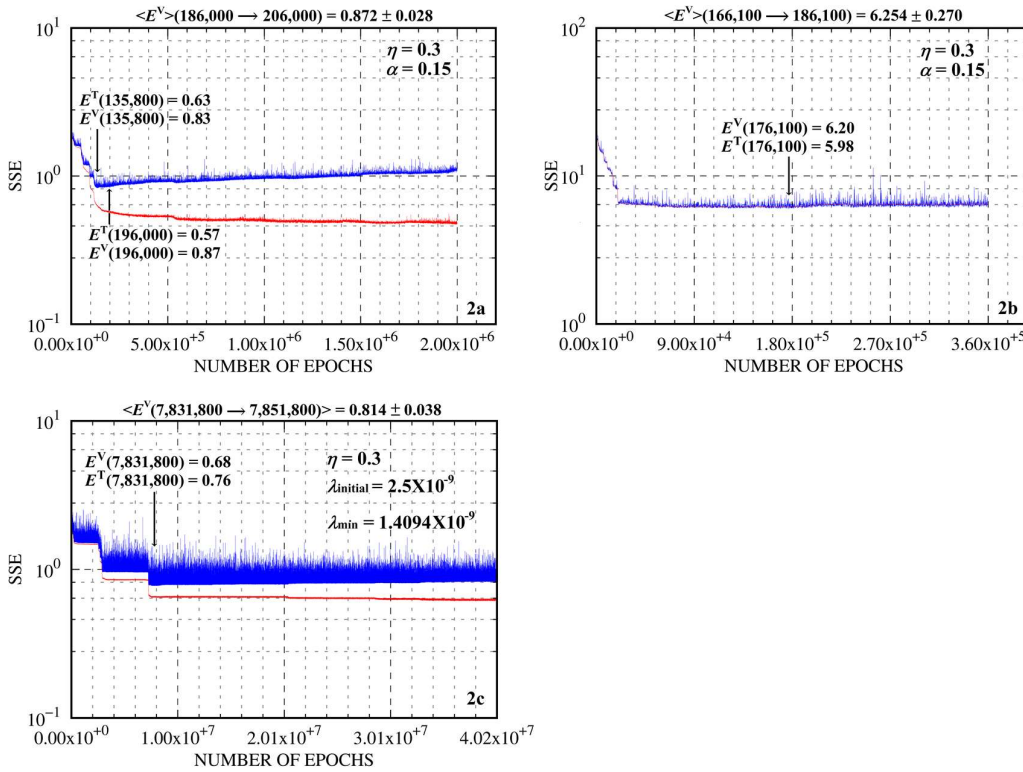 <E^V>(186,000 → 206,000) = 0.872 ± 0.028
10^1
η = 0.3
α = 0.15
E^T(135,800) = 0.63
E^V(135,800) = 0.83
SSE
10^0
E^T(196,000) = 0.57
E^V(196,000) = 0.87
2a
10^-1
0.00x10^+0 5.00x10^+5 1.00x10^+6 1.50x10^+6 2.00x10^+6
NUMBER OF EPOCHS
<E^V>(166,100 → 186,100) = 6.254 ± 0.270
10^2
η = 0.3
α = 0.15
E^V(176,100) = 6.20
E^T(176,100) = 5.98
SSE
10^1
2b
10^0
0.00x10^+0 9.00x10^+4 1.80x10^+5 2.70x10^+5 3.60x10^+5
NUMBER OF EPOCHS
<E^V(7,831,800 → 7,851,800)> = 0.814 ± 0.038
10^1
E^V(7,831,800) = 0.68
E^T(7,831,800) = 0.76
η = 0.3
λinitial = 2.5X10^-9
λmin = 1.4094X10^-9
SSE
10^0
2c
10^-1
0.00x10^+0 1.00x10^+7 2.01x10^+7 3.01x10^+7 4.02x10^+7
NUMBER OF EPOCHS